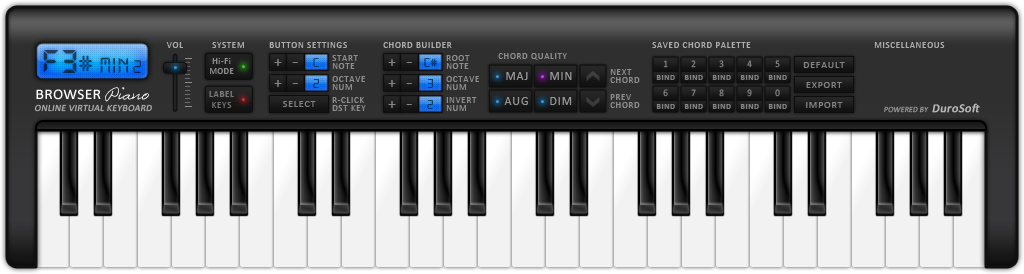 F3# MIN 2
BROWSER Piano
ONLINE VIRTUAL KEYBOARD
VOL
SYSTEM
Hi-Fi
MODE
LABEL
KEYS
BUTTON SETTINGS
+ - C START
NOTE
+ - 2 OCTAVE
NUM
SELECT R-CLICK
DST KEY
CHORD BUILDER
+ - C# ROOT
NOTE
+ - 3 OCTAVE
NUM
+ - 2 INVERT
NUM
CHORD QUALITY
MAJ MIN
AUG DIM
NEXT
CHORD
PREV
CHORD
SAVED CHORD PALETTE
1 2 3 4 5
BIND BIND BIND BIND BIND
6 7 8 9 0
BIND BIND BIND BIND BIND
DEFAULT
EXPORT
IMPORT
MISCELLANEOUS
POWERED BY DuroSoft